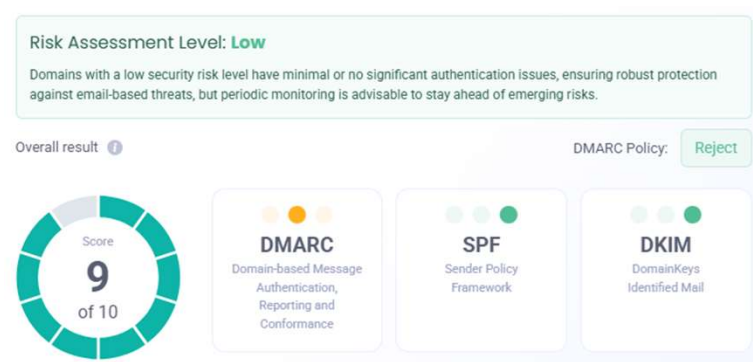 Risk Assessment Level: Low
Domains with a low security risk level have minimal or no significant authentication issues, ensuring robust protection
against email-based threats, but periodic monitoring is advisable to stay ahead of emerging risks.
Overall result i
DMARC Policy: Reject
Score
9
of 10
DMARC
Domain-based Message
Authentication,
Reporting and
Conformance
SPF
Sender Policy
Framework
DKIM
DomainKeys
Identified Mail